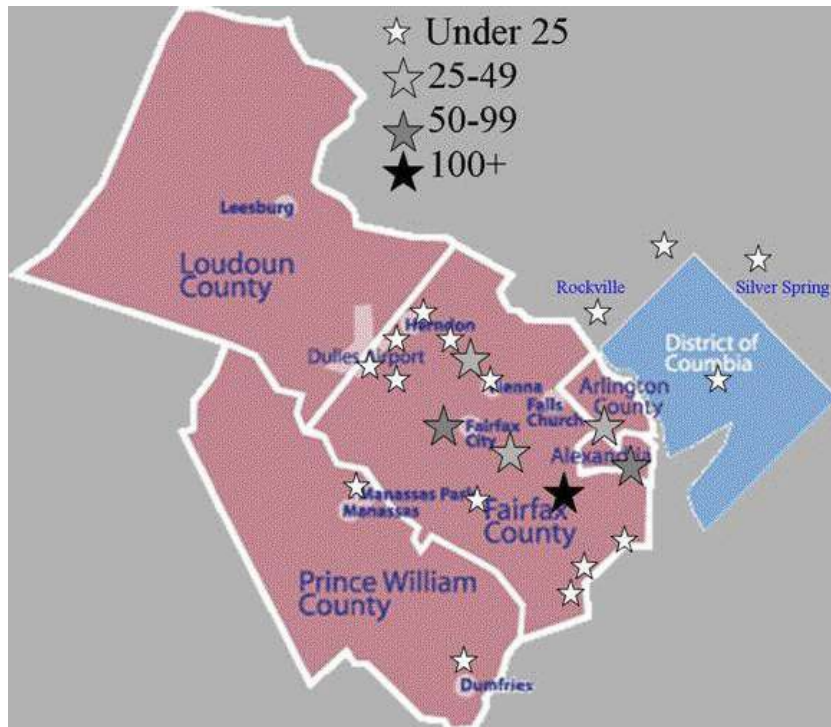 Under 25
25-49
50-99
100+
Leesburg
Loudoun
County
Rockville
Silver Spring
Herndon
Dulles Airport
District of
Coumbia
Arlington
County
Falls
Church
Fairfax
City
Alexandria
Manassas Park
Manassas
Fairfax
County
Prince William
County
Dumfries